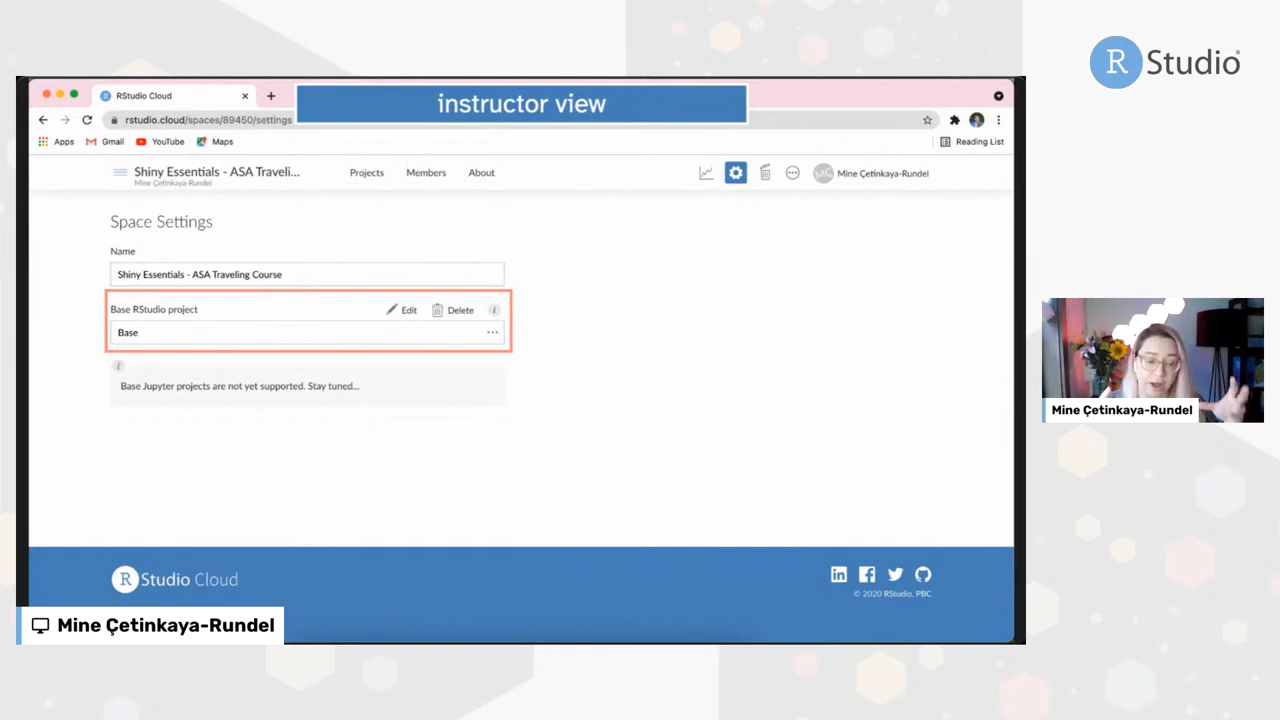 R Studio
RStudio Cloud
instructor view
rstudio.cloud/spaces/89450/settings
Apps
Gmail
YouTube
Maps
Reading List
Shiny Essentials - ASA Traveli...
Mine Çetinkaya-Rundel
Projects
Members
About
Mine Çetinkaya-Rundel
Space Settings
Name
Shiny Essentials - ASA Traveling Course
Base RStudio project
Edit
Delete
i
Base
i
Base Jupyter projects are not yet supported. Stay tuned...
R Studio Cloud
© 2020 RStudio, PBC
Mine Çetinkaya-Rundel
Mine Çetinkaya-Rundel